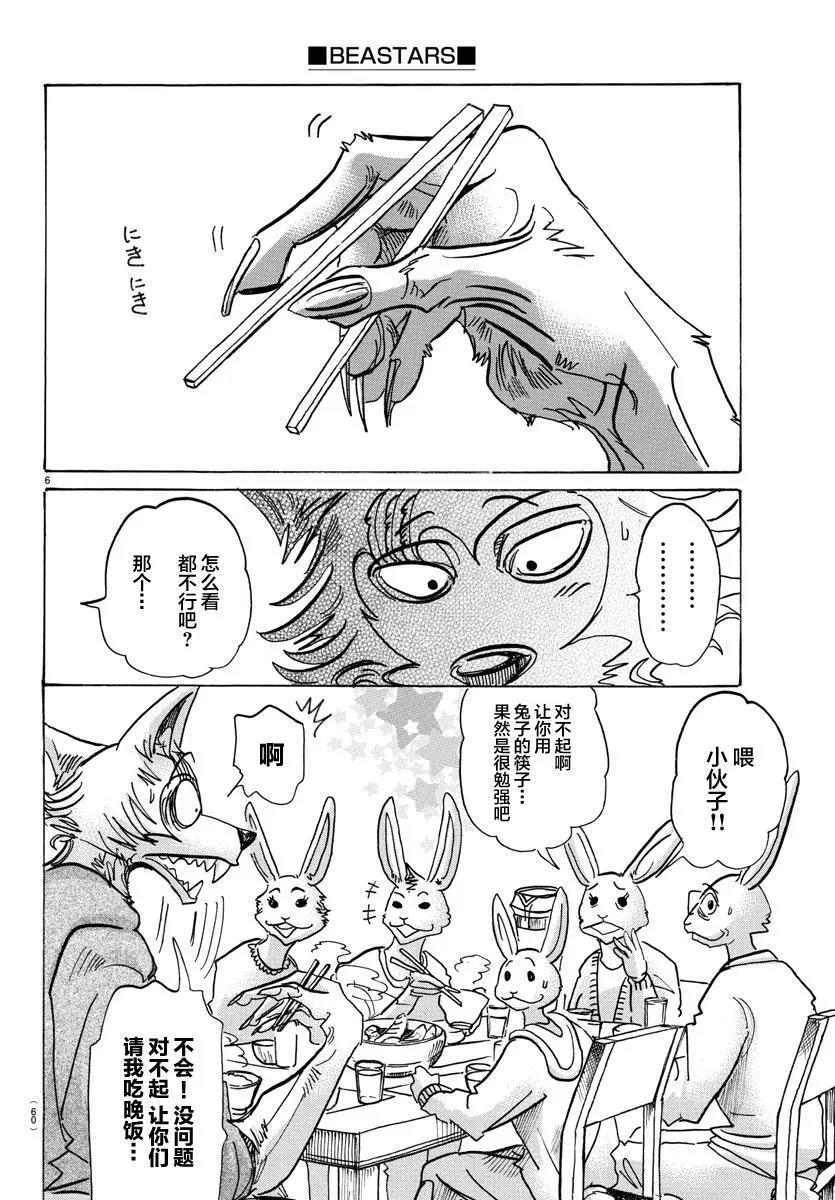 ■BEASTARS■
にき
にき
6
…………
怎么看
都不行吧？
那个…
喂
小伙子!!
对不起啊
让你用
兔子的筷子…
果然是很勉强吧
啊
不会！没问题
对不起 让你们
请我吃晚饭…
(60)